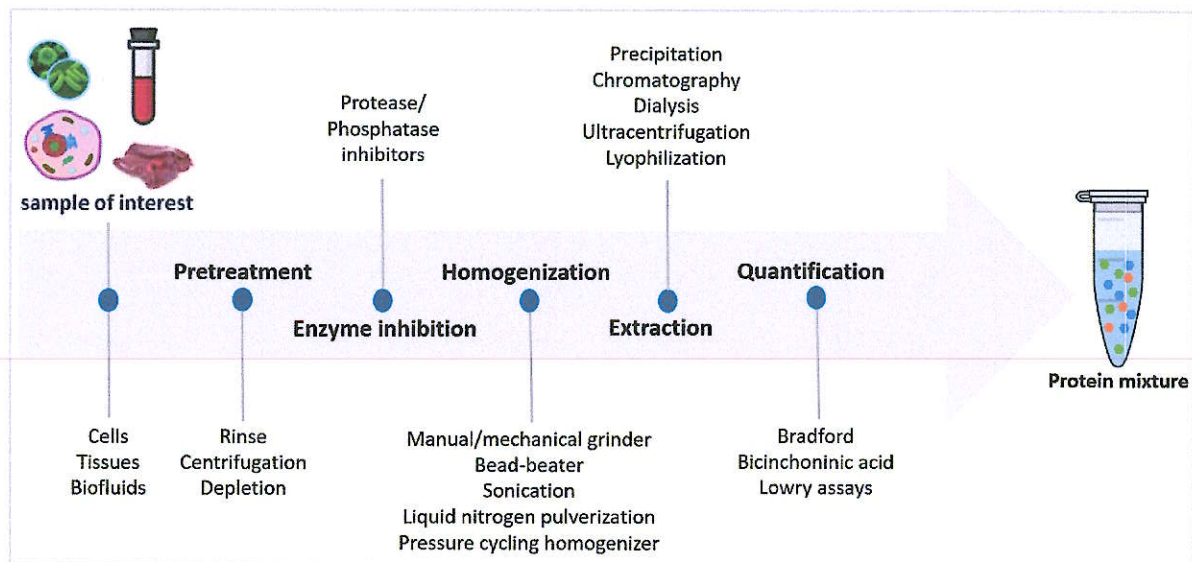 sample of interest
Cells
Tissues
Biofluids
Pretreatment
Rinse
Centrifugation
Depletion
Protease/
Phosphatase
inhibitors
Enzyme inhibition
Homogenization
Manual/mechanical grinder
Bead-beater
Sonication
Liquid nitrogen pulverization
Pressure cycling homogenizer
Precipitation
Chromatography
Dialysis
Ultracentrifugation
Lyophilization
Extraction
Quantification
Bradford
Bicinchoninic acid
Lowry assays
Protein mixture